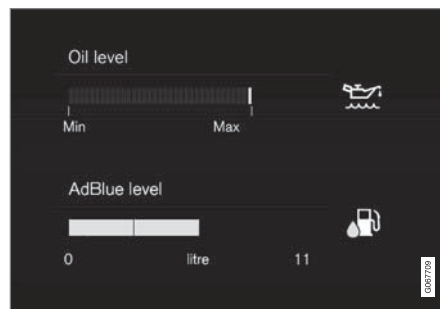 Oil level
Min Max
AdBlue level
0 litre 11
G067709